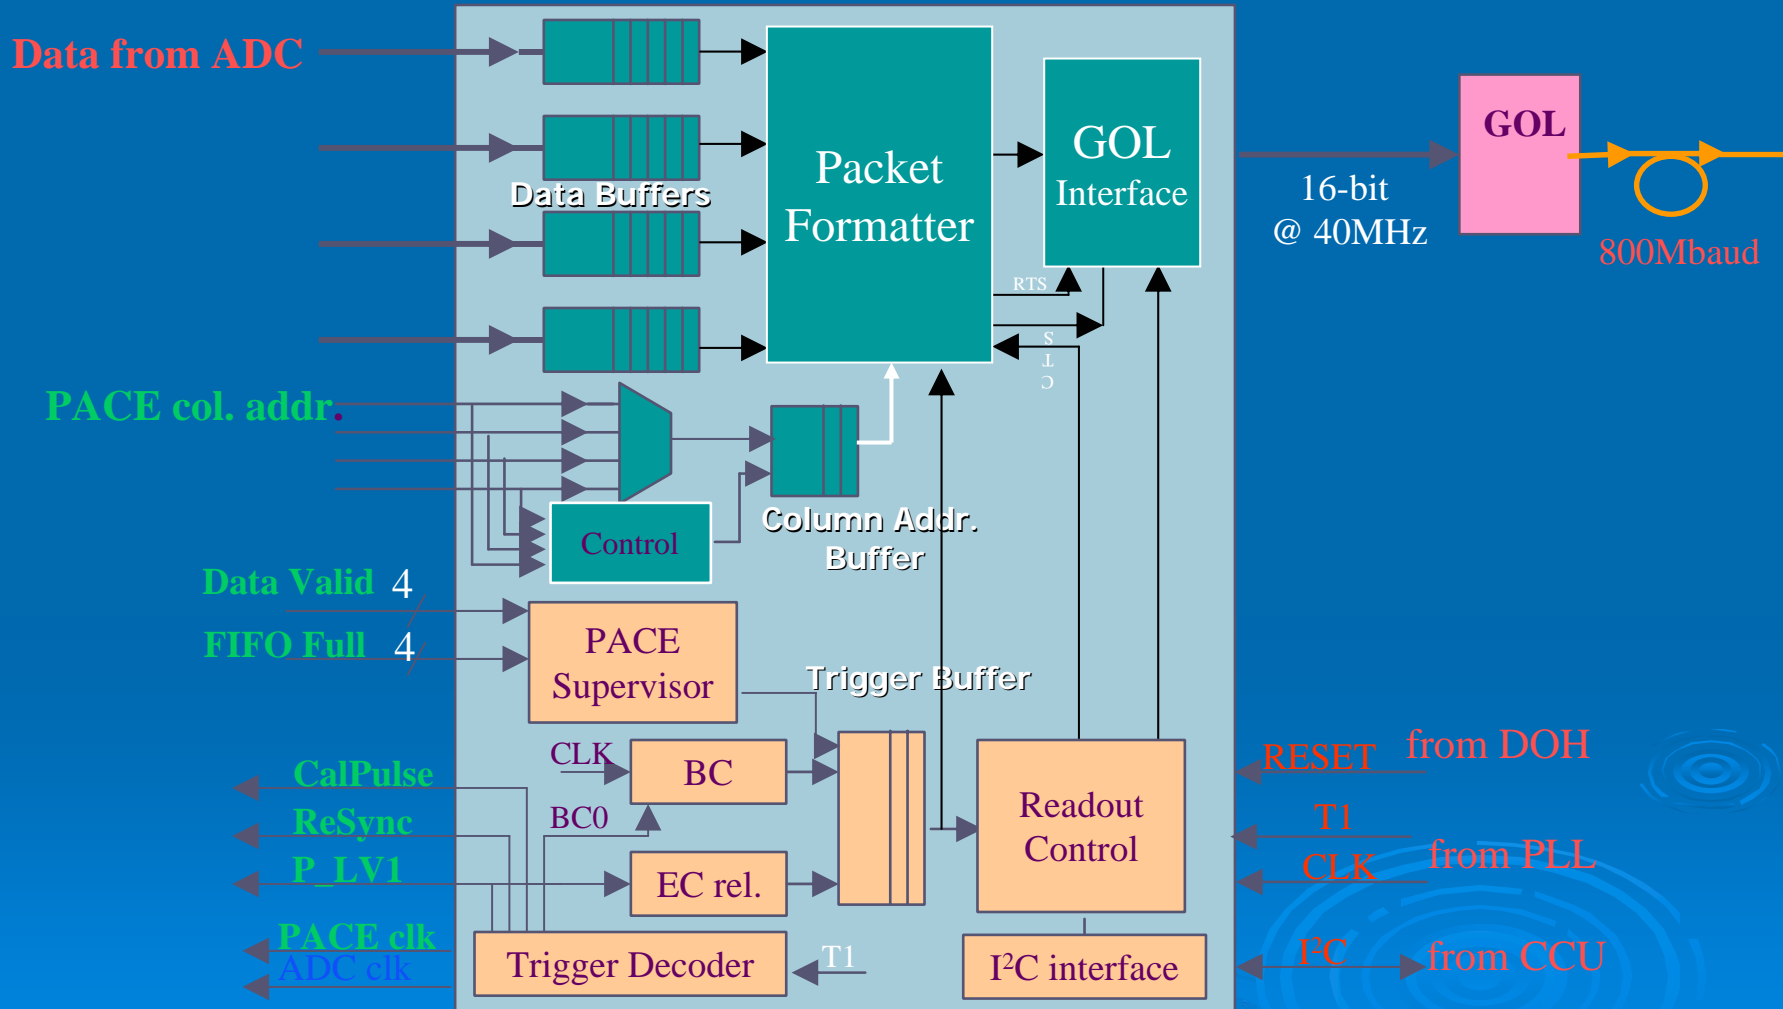 Data from ADC
Data Buffers
Packet
Formatter
GOL
Interface
GOL
16-bit
@ 40MHz
800Mbaud
RTS
CTS
PACE col. addr.
Control
Column Addr.
Buffer
Data Valid 4
FIFO Full 4
PACE
Supervisor
Trigger Buffer
CLK
BC
BC0
EC rel.
CalPulse
ReSync
P_LV1
PACE clk
ADC clk
Trigger Decoder
T1
Readout
Control
I²C interface
RESET from DOH
T1
CLK from PLL
I²C from CCU